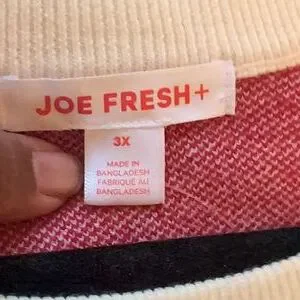 JOE FRESH+
3X
MADE IN
BANGLADESH
FABRIQUÉ AU
BANGLADESH